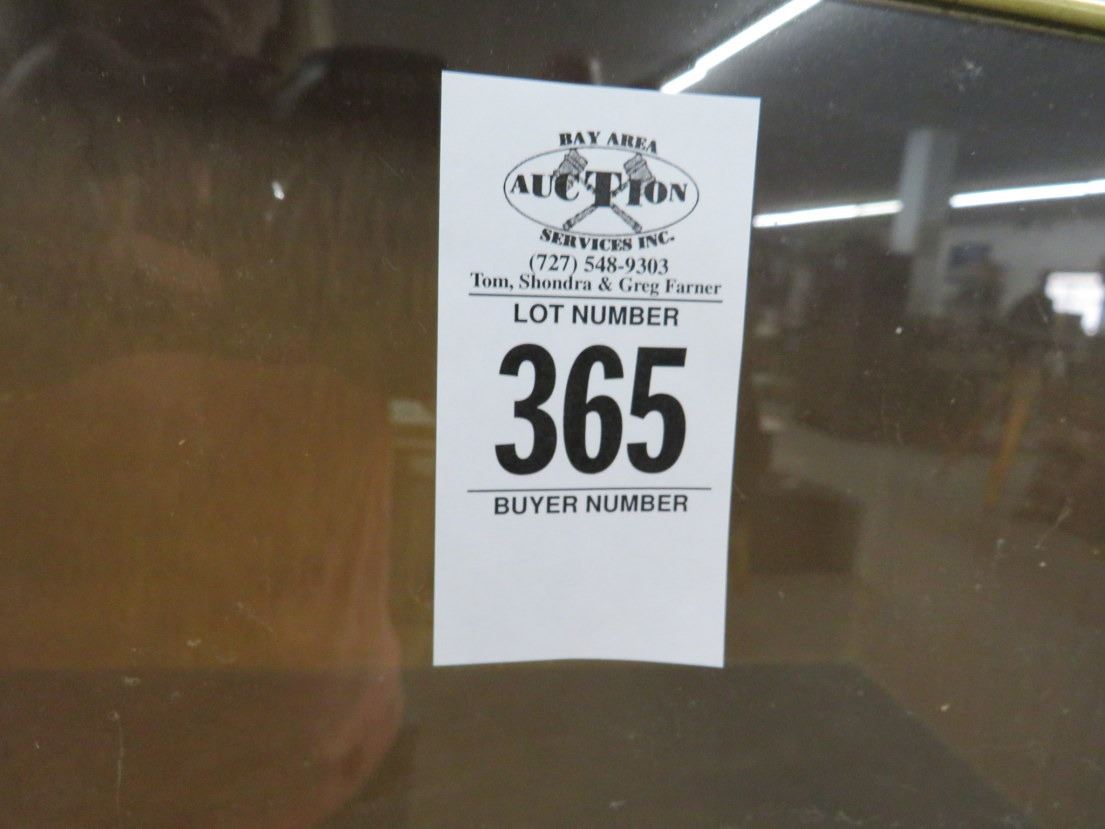 BAY AREA
AUCTION
SERVICES INC.
(727) 548-9303
Tom, Shondra & Greg Farner
LOT NUMBER
365
BUYER NUMBER